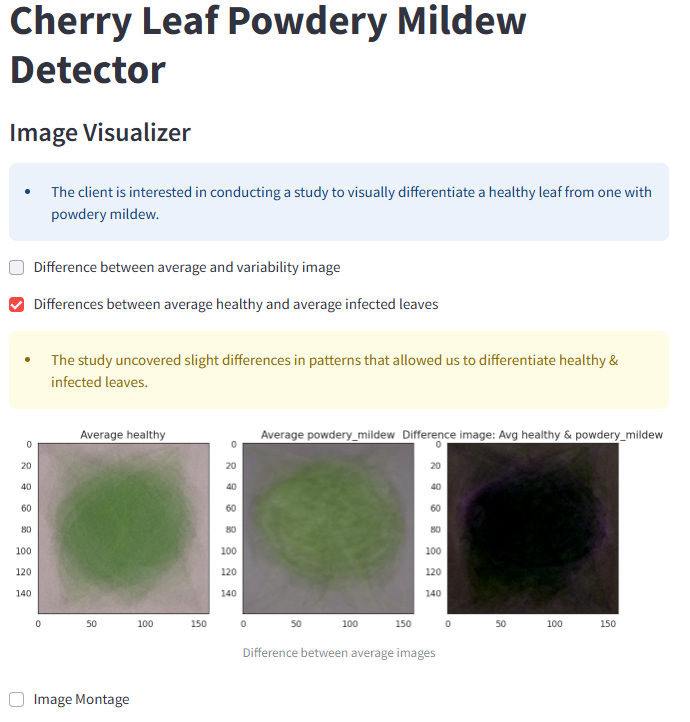 Cherry Leaf Powdery Mildew
Detector
Image Visualizer
• The client is interested in conducting a study to visually differentiate a healthy leaf from one with
powdery mildew.
Difference between average and variability image
Differences between average healthy and average infected leaves
• The study uncovered slight differences in patterns that allowed us to differentiate healthy &
infected leaves.
Average healthy
0
20
40
60
80
100
120
140
0 50 100 150
Average powdery_mildew
0
20
40
60
80
100
120
140
0 50 100 150
Difference image: Avg healthy & powdery_mildew
0
20
40
60
80
100
120
140
0 50 100 150
Difference between average images
Image Montage